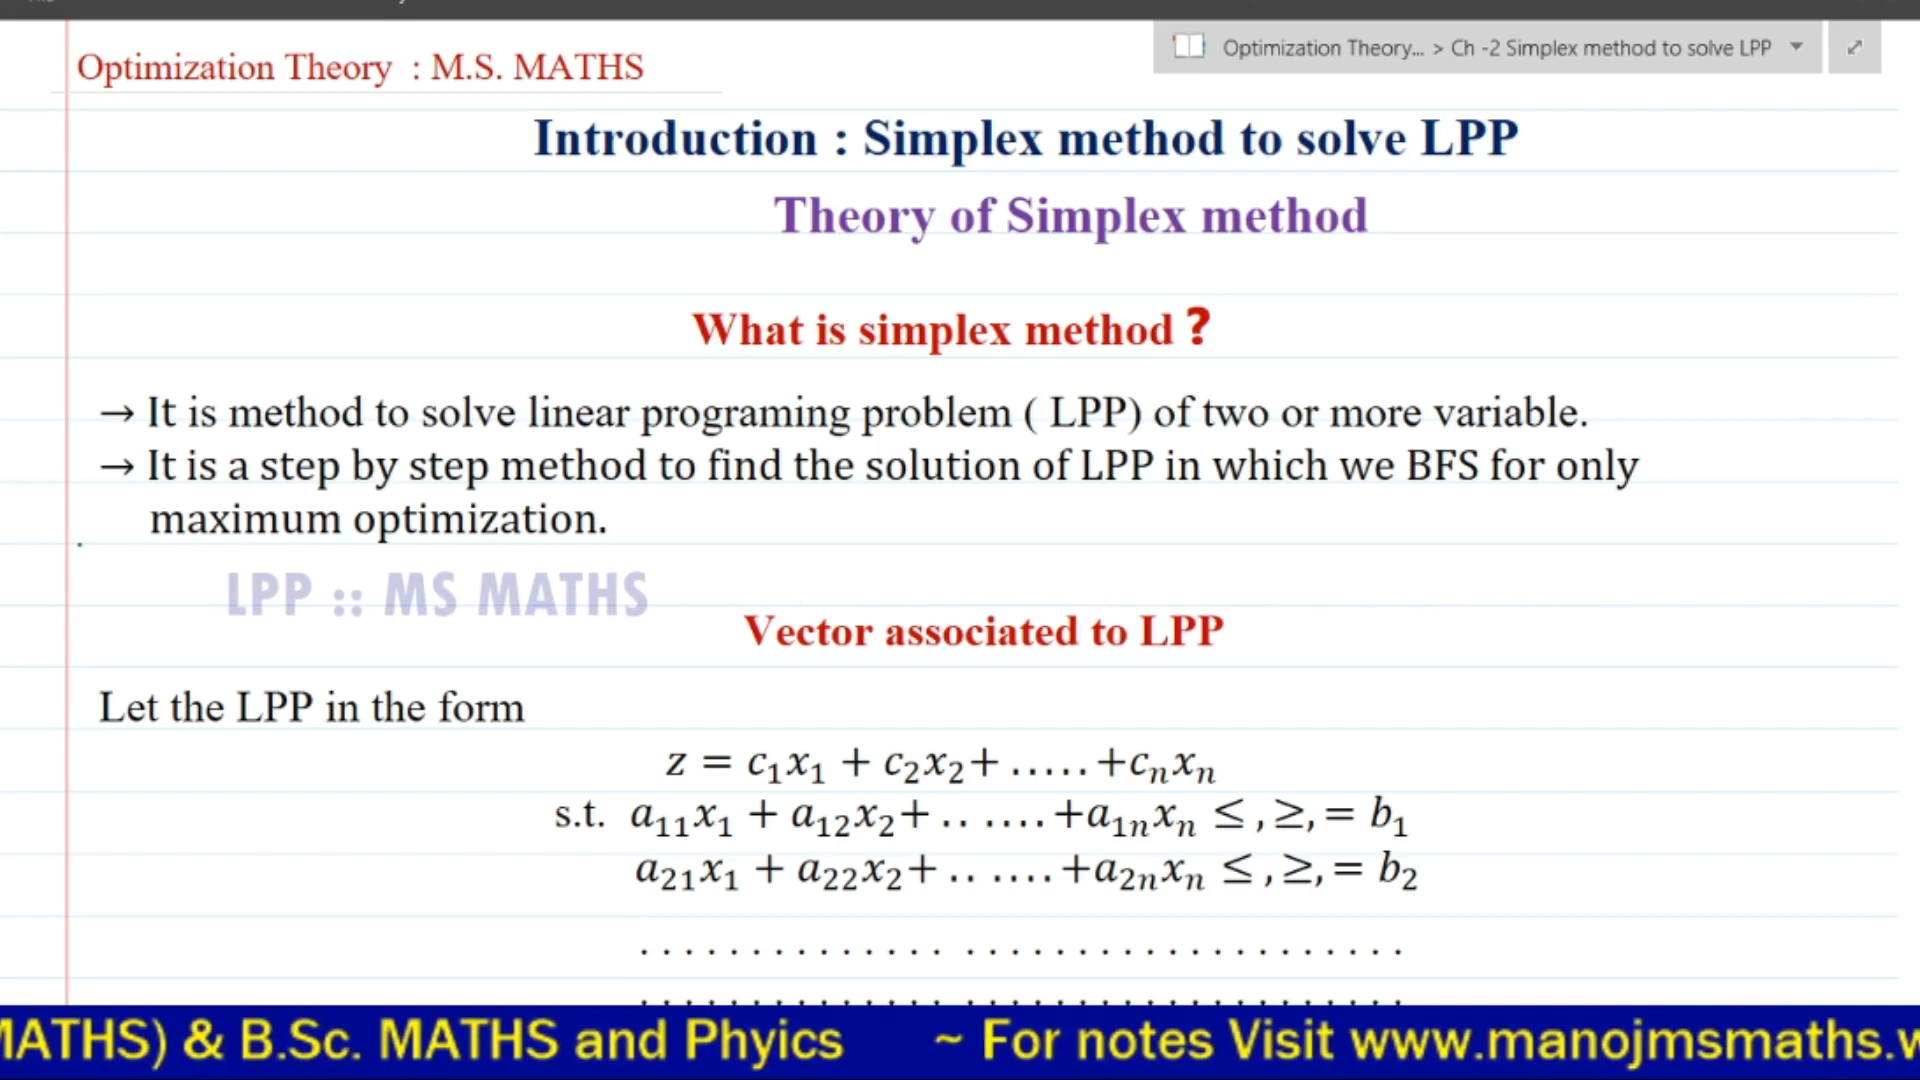 Optimization Theory : M.S. MATHS
Optimization Theory... > Ch -2 Simplex method to solve LPP
Introduction : Simplex method to solve LPP
Theory of Simplex method
What is simplex method ?
→ It is method to solve linear programing problem ( LPP) of two or more variable.
→ It is a step by step method to find the solution of LPP in which we BFS for only
maximum optimization.
LPP :: MS MATHS
Vector associated to LPP
Let the LPP in the form
z = c₁x₁ + c₂x₂+ .....+cₙxₙ
s.t. a₁₁x₁ + a₁₂x₂+ .. ....+a₁ₙxₙ ≤ ,≥,= b₁
a₂₁x₁ + a₂₂x₂+ .. ....+a₂ₙxₙ ≤ ,≥,= b₂
. . . . . . . . . . . . . . . . . . . . . . . . . . . . . . . . . .
. . . . . . . . . . . . . . . . . . . . . . . . . . . . . . . . . .
MATHS) & B.Sc. MATHS and Phyics ~ For notes Visit www.manojmsmaths.w